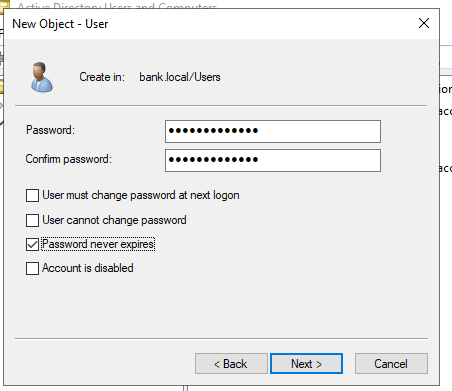 Active Directory Users and Computers
New Object - User
Create in: bank.local/Users
Password: •••••••••••••
Confirm password: •••••••••••••
User must change password at next logon
User cannot change password
Password never expires
Account is disabled
< Back Next > Cancel